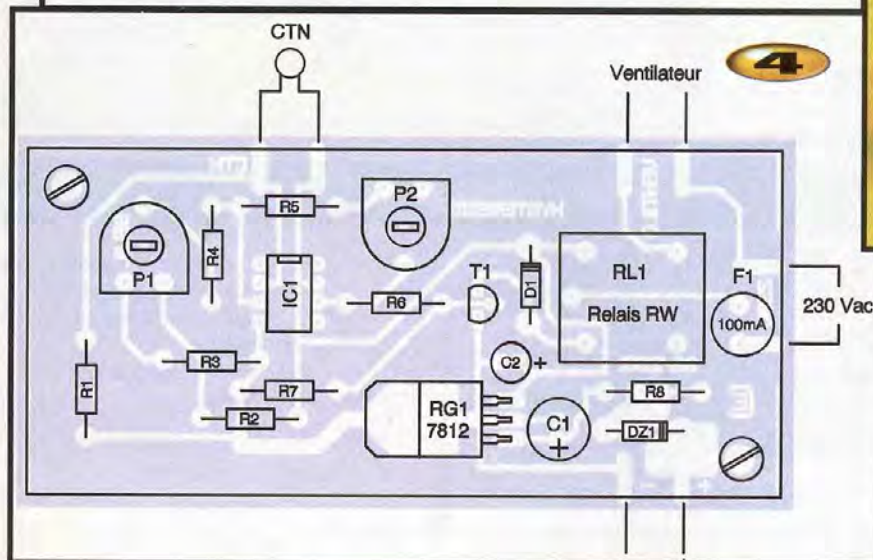 CTN
4
Ventilateur
P1
R4
R5
P2
IC1
R6
T1
D1
RL1
Relais RW
F1
100mA
230 Vac
R1
R3
R7
R2
C2 +
RG1
7812
C1
+
R8
DZ1
- +